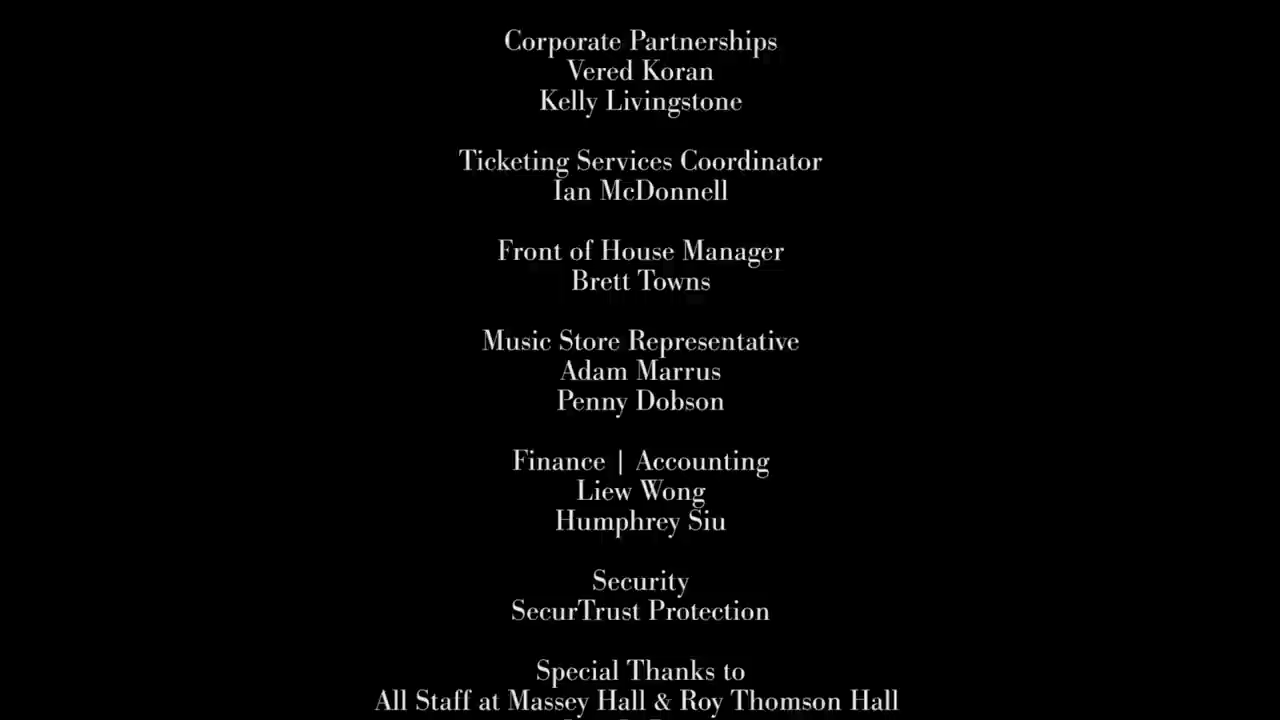 Corporate Partnerships
Vered Koran
Kelly Livingstone
Ticketing Services Coordinator
Ian McDonnell
Front of House Manager
Brett Towns
Music Store Representative
Adam Marrus
Penny Dobson
Finance | Accounting
Liew Wong
Humphrey Siu
Security
SecurTrust Protection
Special Thanks to
All Staff at Massey Hall & Roy Thomson Hall